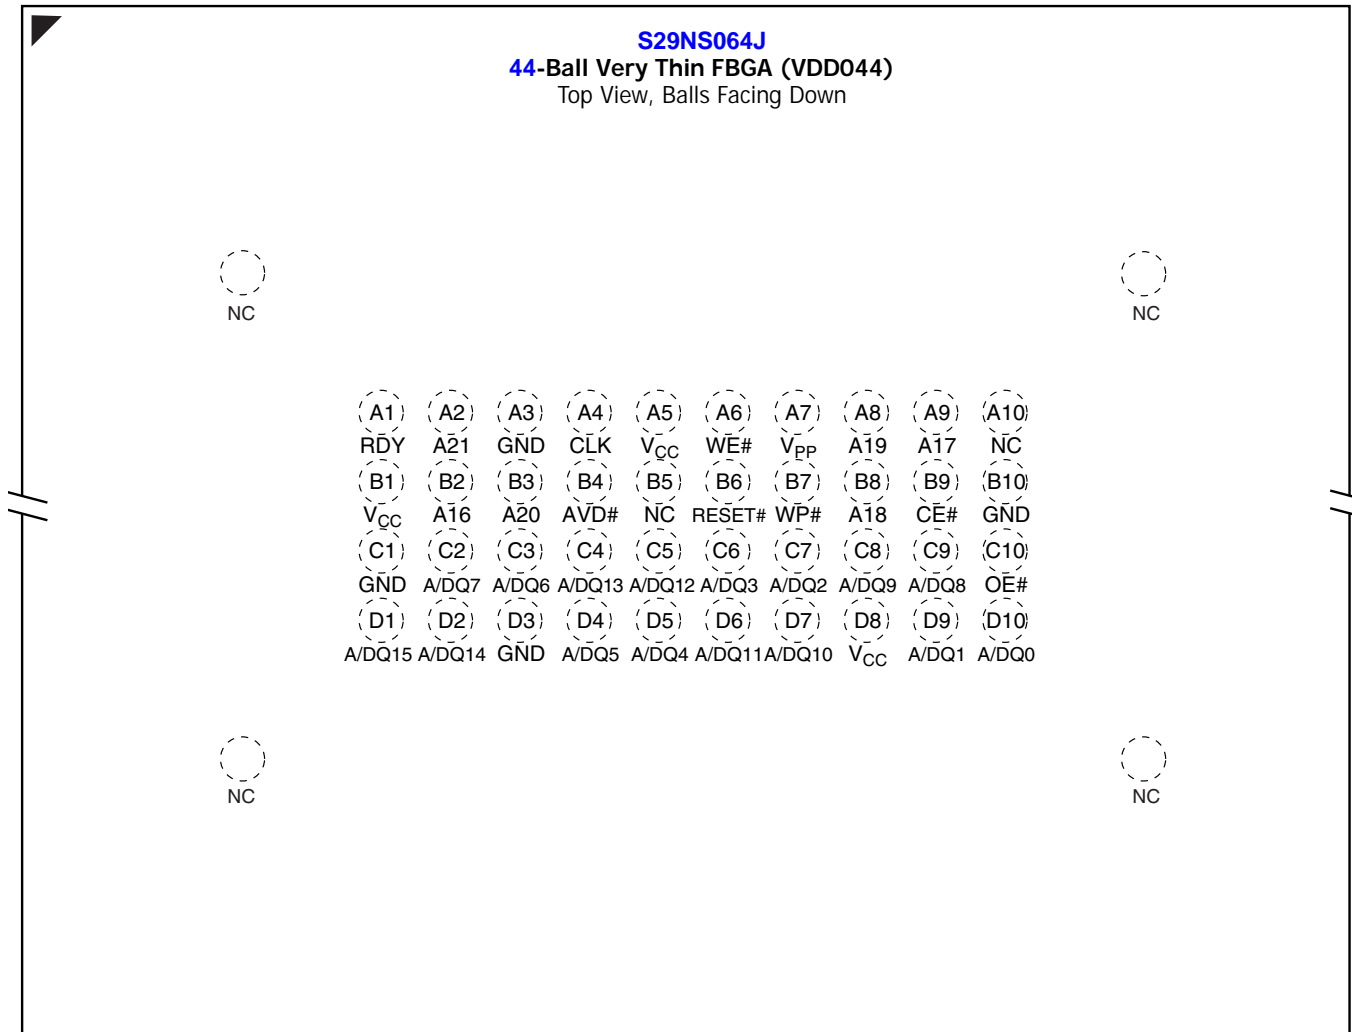 S29NS064J
44-Ball Very Thin FBGA (VDD044)
Top View, Balls Facing Down
NC NC
A1 A2 A3 A4 A5 A6 A7 A8 A9 A10
RDY A21 GND CLK VCC WE# VPP A19 A17 NC
B1 B2 B3 B4 B5 B6 B7 B8 B9 B10
VCC A16 A20 AVD# NC RESET# WP# A18 CE# GND
C1 C2 C3 C4 C5 C6 C7 C8 C9 C10
GND A/DQ7 A/DQ6 A/DQ13 A/DQ12 A/DQ3 A/DQ2 A/DQ9 A/DQ8 OE#
D1 D2 D3 D4 D5 D6 D7 D8 D9 D10
A/DQ15 A/DQ14 GND A/DQ5 A/DQ4 A/DQ11 A/DQ10 VCC A/DQ1 A/DQ0
NC NC